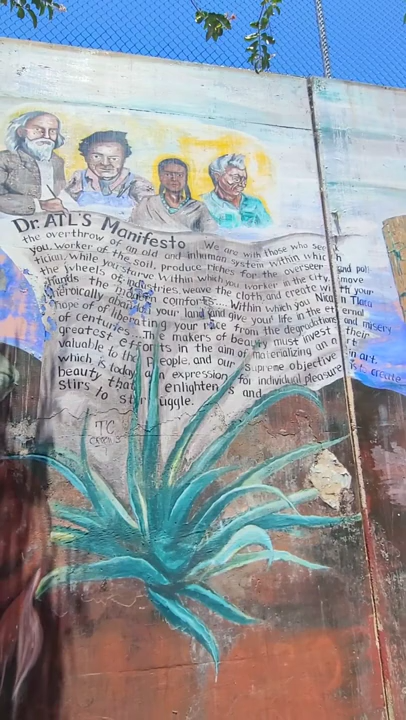 Dr. ATL'S Manifesto
We are with those who seek
the overthrow of an old and inhuman system within which
you, worker of the soil, produce riches for the overseer and poli
tician, while you starve. Within which you, worker in the city, move
the wheels of industries, weave the cloth and create with your
hands the modern comforts... Within which you Nican Tlaca
heroically abandon your land and give your life in the eternal
hope of liberating your race from the degradation and misery
of centuries. The makers of beauty must invest their
greatest efforts in the aim of materializing an art
valuable to the people, and our Supreme objective in art,
which is today an expression for individual pleasure is to create
beauty that enlightens and
stirs to struggle.
TC